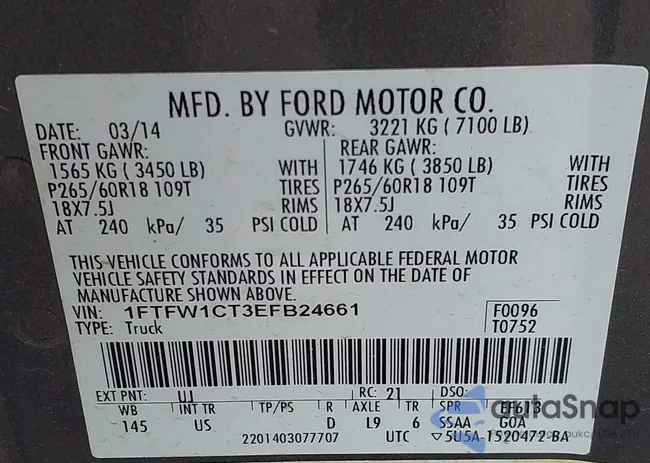 MFD. BY FORD MOTOR CO.
DATE: 03/14 GVWR: 3221 KG ( 7100 LB)
FRONT GAWR: REAR GAWR:
1565 KG ( 3450 LB) WITH 1746 KG ( 3850 LB) WITH
P265/60R18 109T TIRES P265/60R18 109T TIRES
18X7.5J RIMS 18X7.5J RIMS
AT 240 kPa/ 35 PSI COLD AT 240 kPa/ 35 PSI COLD
THIS VEHICLE CONFORMS TO ALL APPLICABLE FEDERAL MOTOR
VEHICLE SAFETY STANDARDS IN EFFECT ON THE DATE OF
MANUFACTURE SHOWN ABOVE.
VIN: 1FTFW1CT3EFB24661 F0096
TYPE: Truck T0752
EXT PNT: UJ RC: 21 DSO:
WB INT TR TP/PS R AXLE TR SPR EF613
145 US D L9 6 SSAA GOA
2201403077707 UTC ▽5U5A-1520472-BA
autoSnap